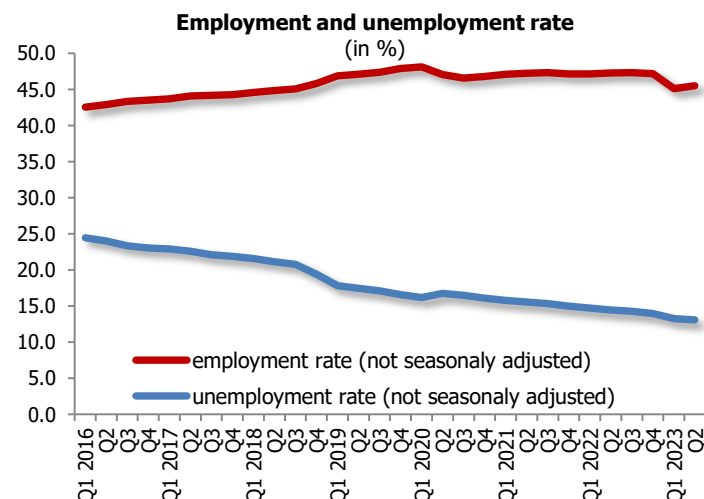 Employment and unemployment rate
(in %)
50.0
45.0
40.0
35.0
30.0
25.0
20.0
15.0
10.0
5.0
0.0
employment rate (not seasonaly adjusted)
unemployment rate (not seasonaly adjusted)
Q1 2016
Q2
Q3
Q4
Q1 2017
Q2
Q3
Q4
Q1 2018
Q2
Q3
Q4
Q1 2019
Q2
Q3
Q4
Q1 2020
Q2
Q3
Q4
Q1 2021
Q2
Q3
Q4
Q1 2022
Q2
Q3
Q4
Q1 2023
Q2